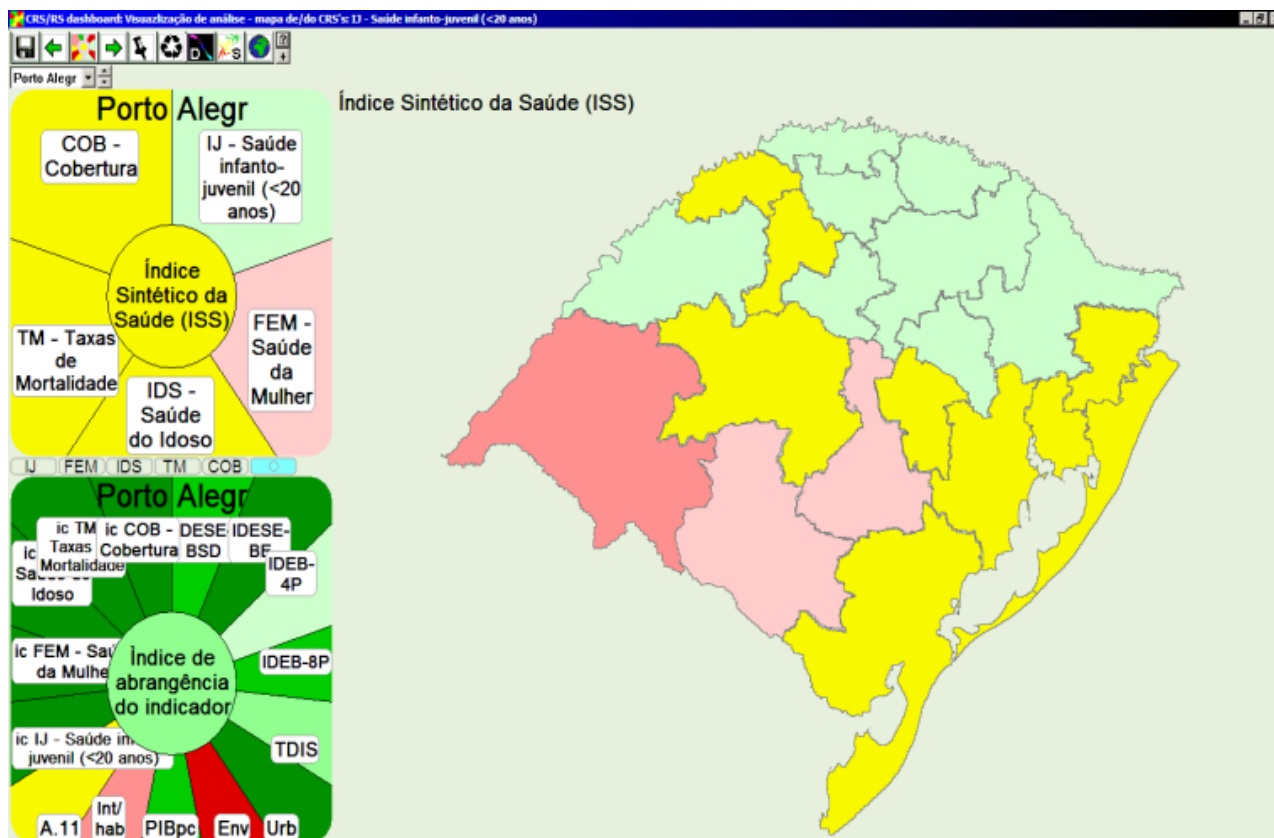 CRS/RS dashboard: Visuazlização de análise - mapa de/do CRS's: IJ - Saúde infanto-juvenil (<20 anos)
D
S
?
+
Porto Alegr
Porto Alegr
COB -
Cobertura
IJ - Saúde
infanto-
juvenil (<20
anos)
Índice
Sintético da
Saúde (ISS)
TM - Taxas
de
Mortalidade
FEM -
Saúde
da
Mulher
IDS -
Saúde
do Idoso
IJ FEM IDS TM COB O
Porto Alegr
ic TM
Taxas
Mortalidade
ic COB -
Cobertura
DESE-
BSD
IDESE-
BE
IDEB-
4P
ic
Idoso
ic FEM -
da Mulhe
Índice de
abrangência
do indicador
IDEB-8P
ic IJ - Saúde in
juvenil (<20 anos)
TDIS
A.11
Int/
hab
PIBpc
Env
Urb
Índice Sintético da Saúde (ISS)